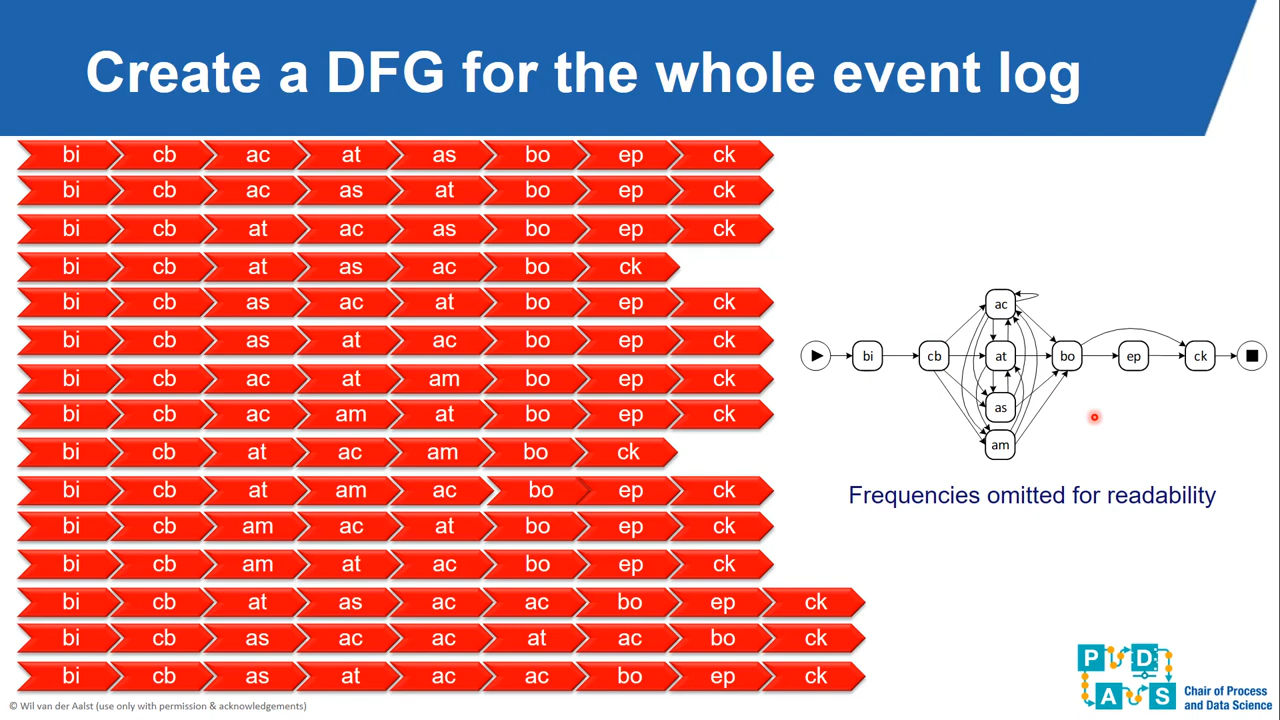 Create a DFG for the whole event log
bi cb ac at as bo ep ck
bi cb ac as at bo ep ck
bi cb at ac as bo ep ck
bi cb at as ac bo ck
bi cb as ac at bo ep ck
bi cb as at ac bo ep ck
bi cb ac at am bo ep ck
bi cb ac am at bo ep ck
bi cb at ac am bo ck
bi cb at am ac bo ep ck
bi cb am ac at bo ep ck
bi cb am at ac bo ep ck
bi cb at as ac ac bo ep ck
bi cb as ac ac at ac bo ck
bi cb as at ac ac bo ep ck
ac
bi cb at bo ep ck
as
am
Frequencies omitted for readability
P D
A S
Chair of Process
and Data Science
© Wil van der Aalst (use only with permission & acknowledgements)